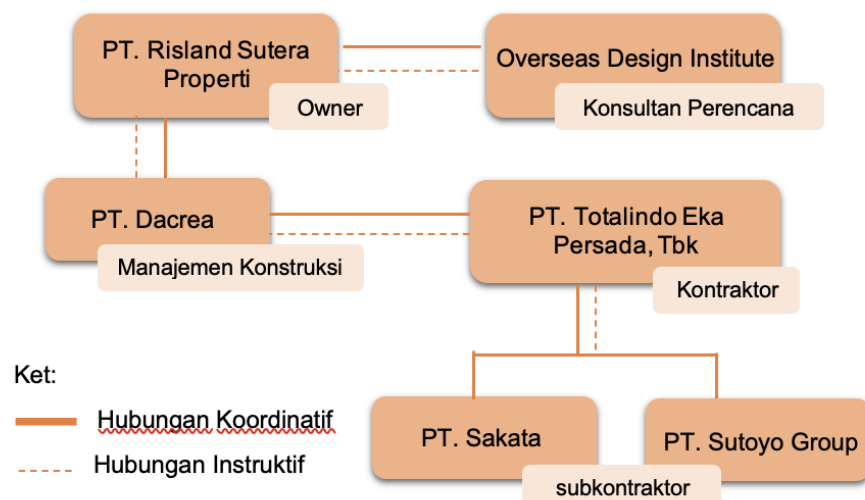 PT. Risland Sutera
Properti
Owner
Overseas Design Institute
Konsultan Perencana
PT. Dacrea
Manajemen Konstruksi
PT. Totalindo Eka
Persada, Tbk
Kontraktor
Ket:
Hubungan Koordinatif
Hubungan Instruktif
PT. Sakata
PT. Sutoyo Group
subkontraktor